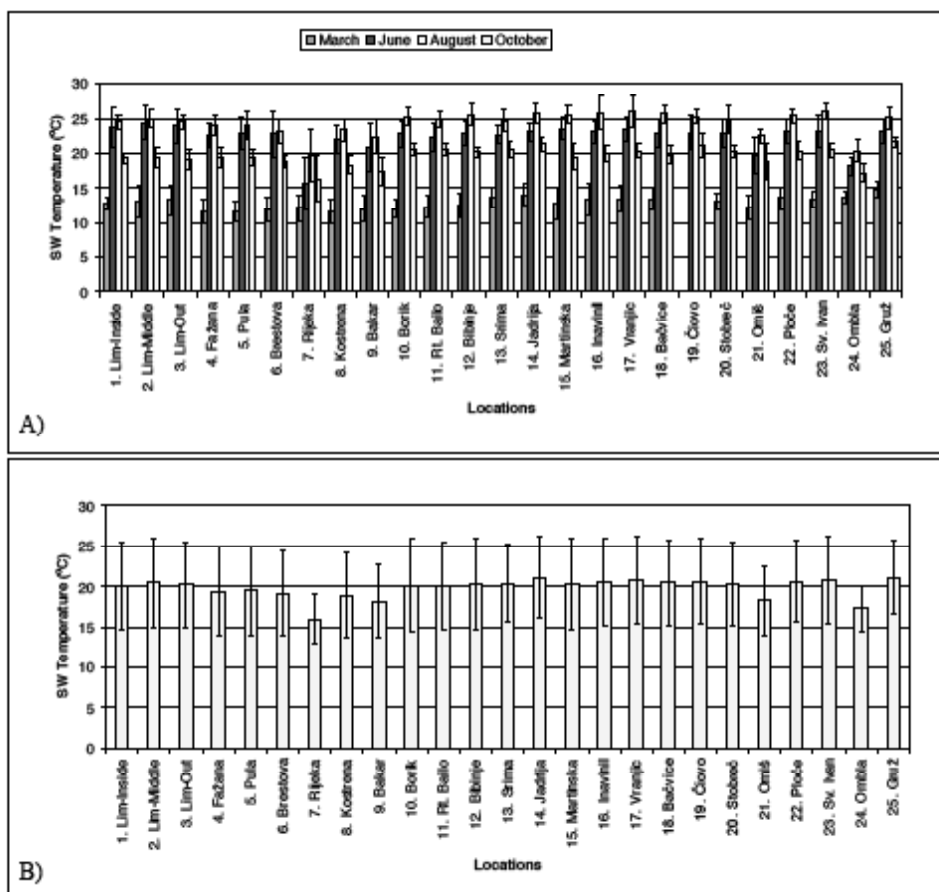 March June August October
30
25
20
15
10
5
0
SW Temperature (ºC)
1. Lim-Inside
2. Lim-Middle
3. Lim-Out
4. Fažana
5. Pula
6. Brestova
7. Rijeka
8. Kostrena
9. Bakar
10. Borik
11. Rt. Bailo
12. Bibinje
13. Srima
14. Jadrija
15. Martinska
16. Inavinil
17. Vranjic
18. Bačvice
19. Čiovo
20. Stobreč
21. Omiš
22. Ploče
23. Sv. Ivan
24. Ombla
25. Gruž
Locations
A)
30
25
20
15
10
5
0
SW Temperature (ºC)
1. Lim-Inside
2. Lim-Middle
3. Lim-Out
4. Fažana
5. Pula
6. Brestova
7. Rijeka
8. Kostrena
9. Bakar
10. Borik
11. Rt. Bailo
12. Bibinje
13. Srima
14. Jadrija
15. Martinska
16. Inavinil
17. Vranjic
18. Bačvice
19. Čiovo
20. Stobreč
21. Omiš
22. Ploče
23. Sv. Ivan
24. Ombla
25. Gruž
Locations
B)